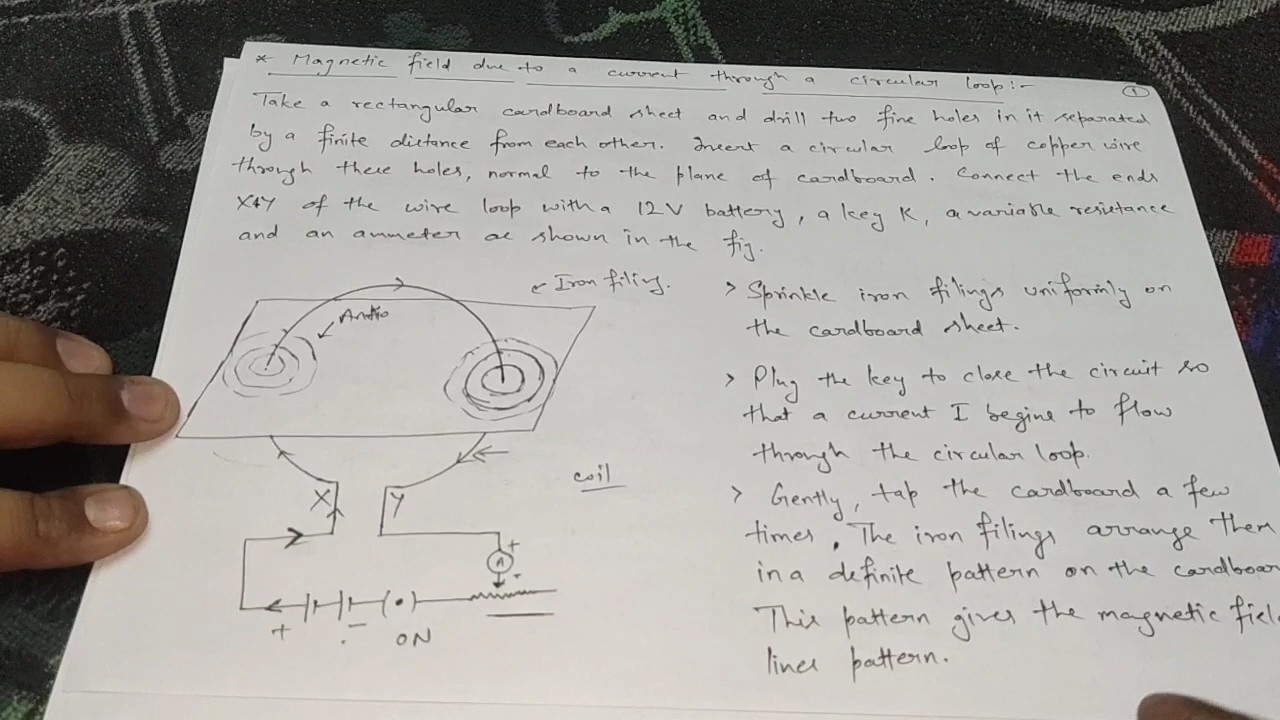 * Magnetic field due to a current through a circular loop:-
1
Take a rectangular cardboard sheet and drill two fine holes in it separated
by a finite distance from each other. Insert a circular loop of copper wire
through these holes, normal to the plane of cardboard. Connect the ends
X&Y of the wire loop with a 12V battery, a key K, a variable resistance
and an ammeter as shown in the fig.
Iron filing.
Antio
coil
X
Y
+
A
-
+
-
ON
> Sprinkle iron filings uniformly on
the cardboard sheet.
> Plug the key to close the circuit so
that a current I begine to flow
through the circular loop.
> Gently, tap the cardboard a few
times. The iron filings arrange them
in a definite pattern on the cardboar
This pattern gives the magnetic fiel
lines pattern.